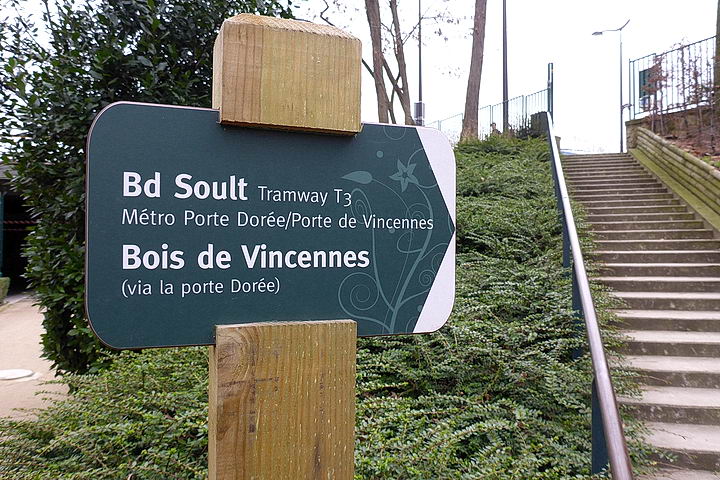 Bd Soult Tramway T3
Métro Porte Dorée/Porte de Vincennes
Bois de Vincennes
(via la porte Dorée)